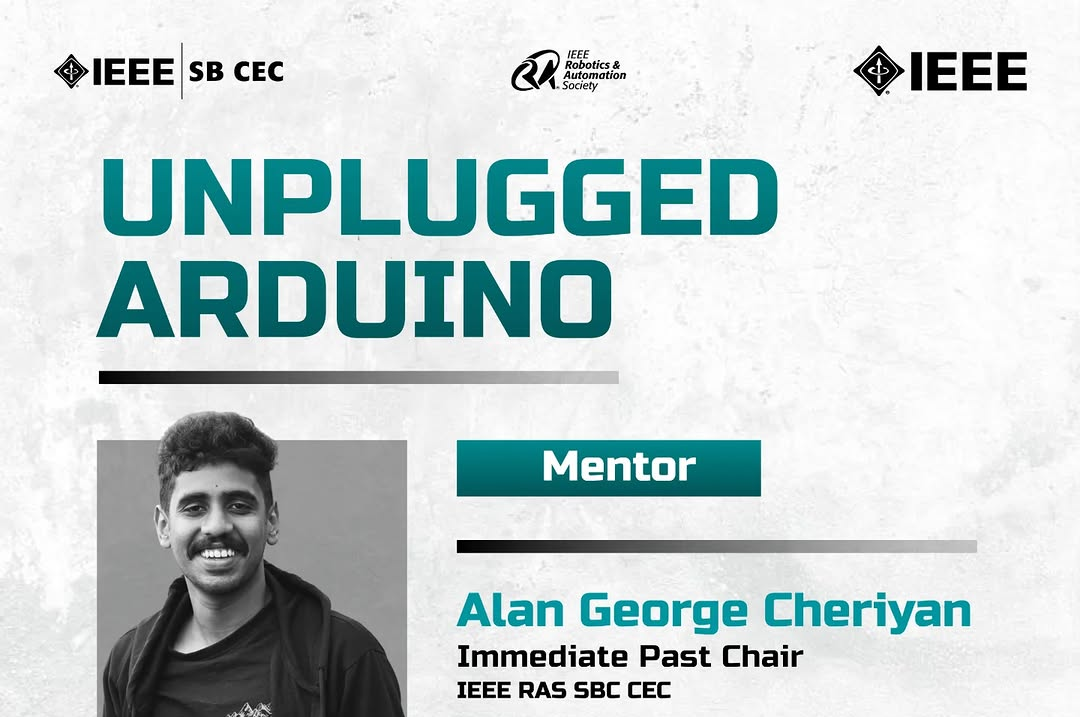 IEEE SB CEC
IEEE
Robotics &
Automation
Society
IEEE
UNPLUGGED
ARDUINO
Mentor
Alan George Cheriyan
Immediate Past Chair
IEEE RAS SBC CEC